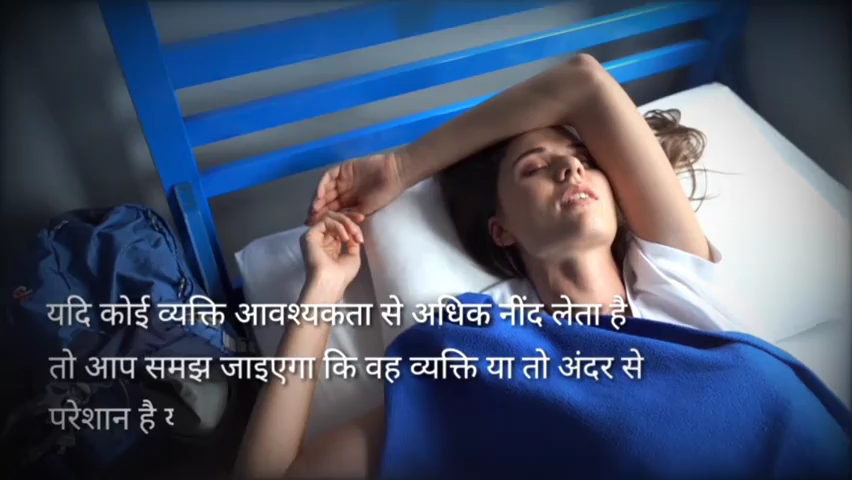 यदि कोई व्यक्ति आवश्यकता से अधिक नींद लेता है
तो आप समझ जाइएगा कि वह व्यक्ति या तो अंदर से
परेशान है